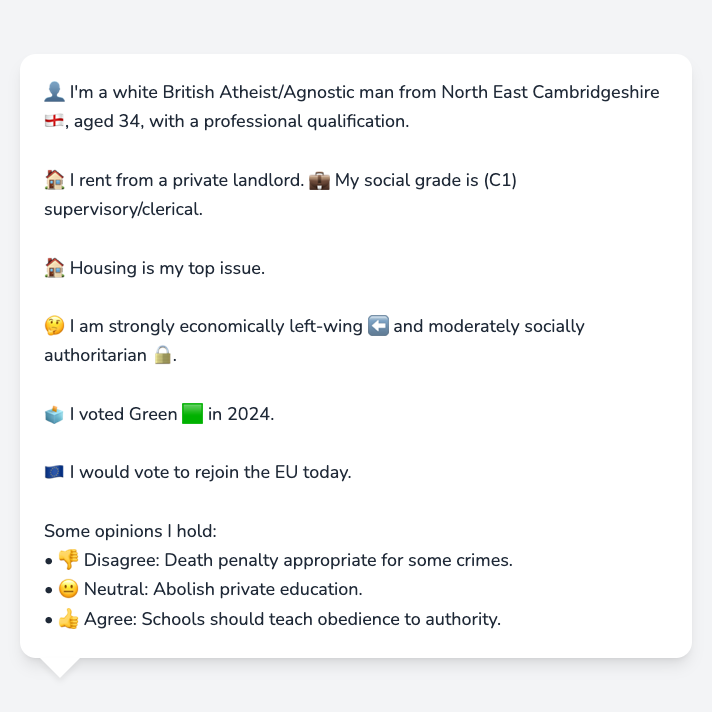 👤 I'm a white British Atheist/Agnostic man from North East Cambridgeshire
🏴󠁧󠁢󠁥󠁮󠁧󠁿, aged 34, with a professional qualification.
🏠 I rent from a private landlord. 💼 My social grade is (C1)
supervisory/clerical.
🏠 Housing is my top issue.
🤔 I am strongly economically left-wing ⬅️ and moderately socially
authoritarian 🔒.
🗳️ I voted Green 🟩 in 2024.
🇪🇺 I would vote to rejoin the EU today.
Some opinions I hold:
• 👎 Disagree: Death penalty appropriate for some crimes.
• 😐 Neutral: Abolish private education.
• 👍 Agree: Schools should teach obedience to authority.